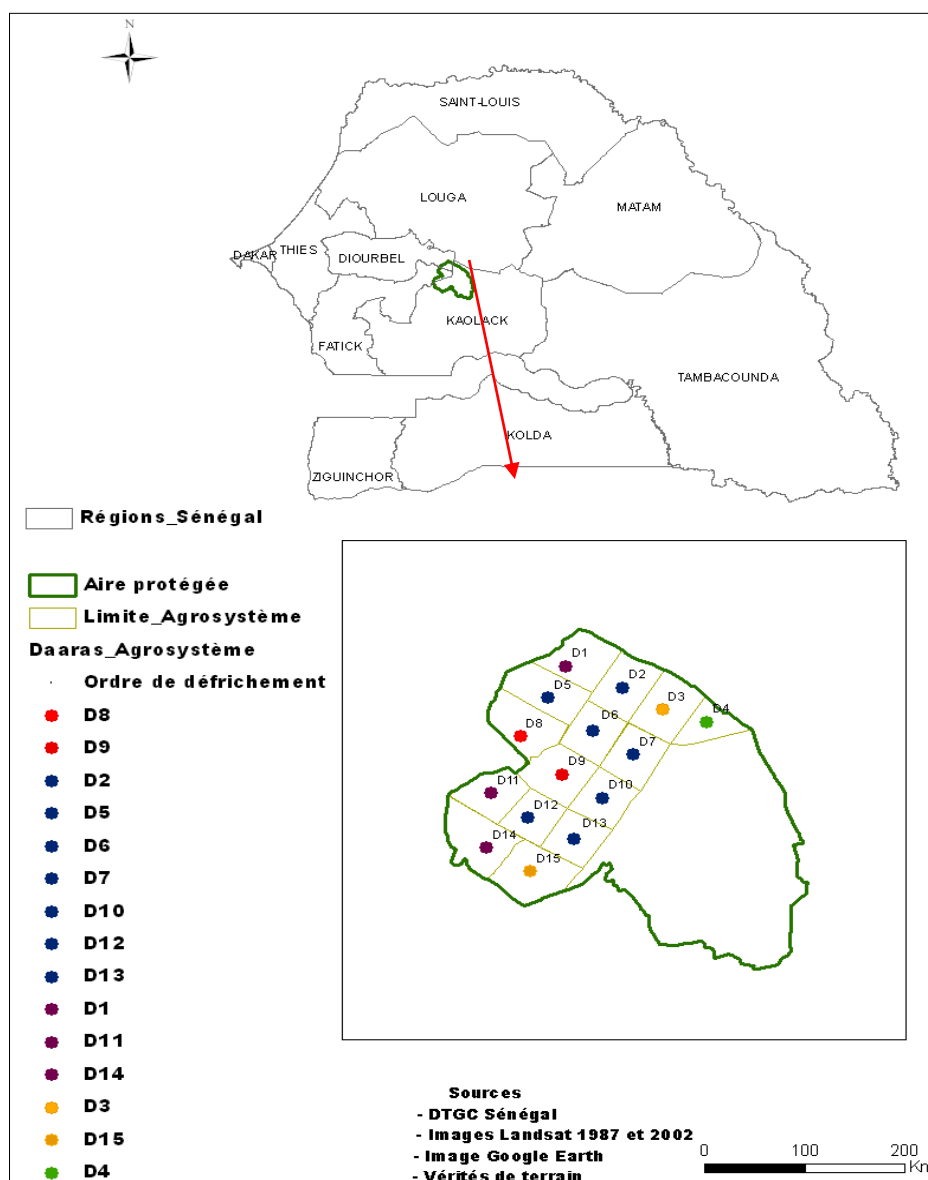 N
SAINT-LOUIS
LOUGA
MATAM
DAKAR
THIES
DIOURBEL
KAOLACK
FATICK
TAMBACOUNDA
KOLDA
ZIGUINCHOR
Régions_Sénégal
Aire protégée
Limite_Agrosystème
Daaras_Agrosystème
Ordre de défrichement
D8
D9
D2
D5
D6
D7
D10
D12
D13
D1
D11
D14
D3
D15
D4
D1
D2
D3
D4
D5
D6
D7
D8
D9
D10
D11
D12
D13
D14
D15
Sources
- DTGC Sénégal
- Images Landsat 1987 et 2002
- Image Google Earth
- Vérités de terrain
0 100 200
Km